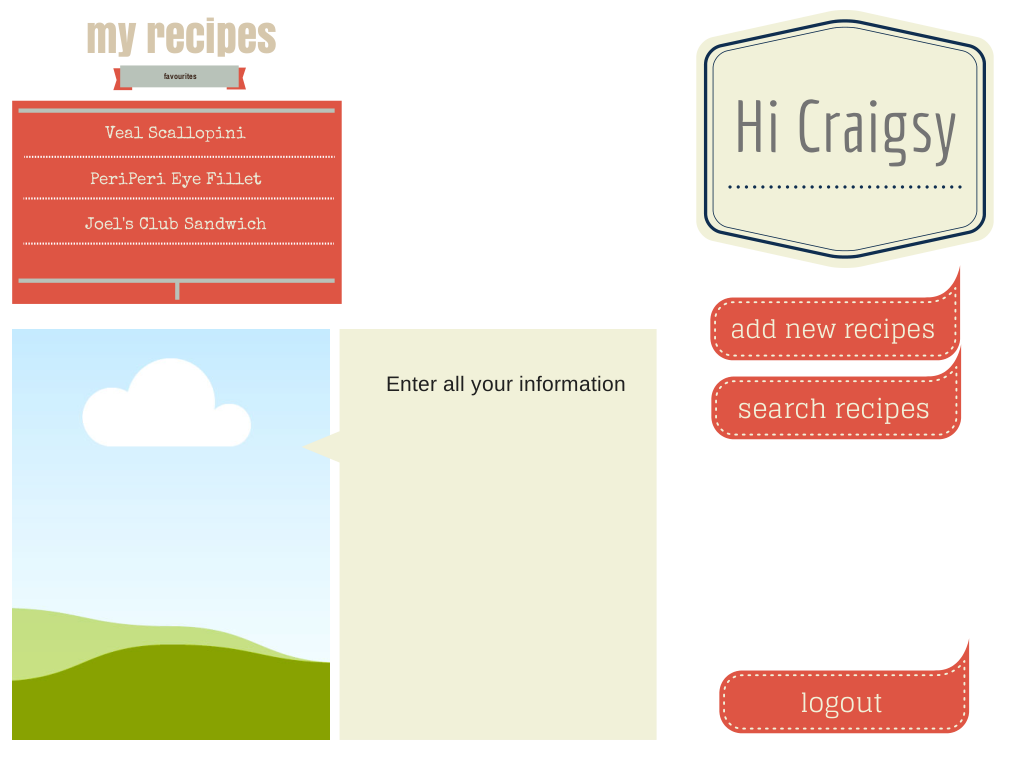 my recipes
favourites
Veal Scallopini
PeriPeri Eye Fillet
Joel's Club Sandwich
Hi Craigsy
add new recipes
search recipes
Enter all your information
logout